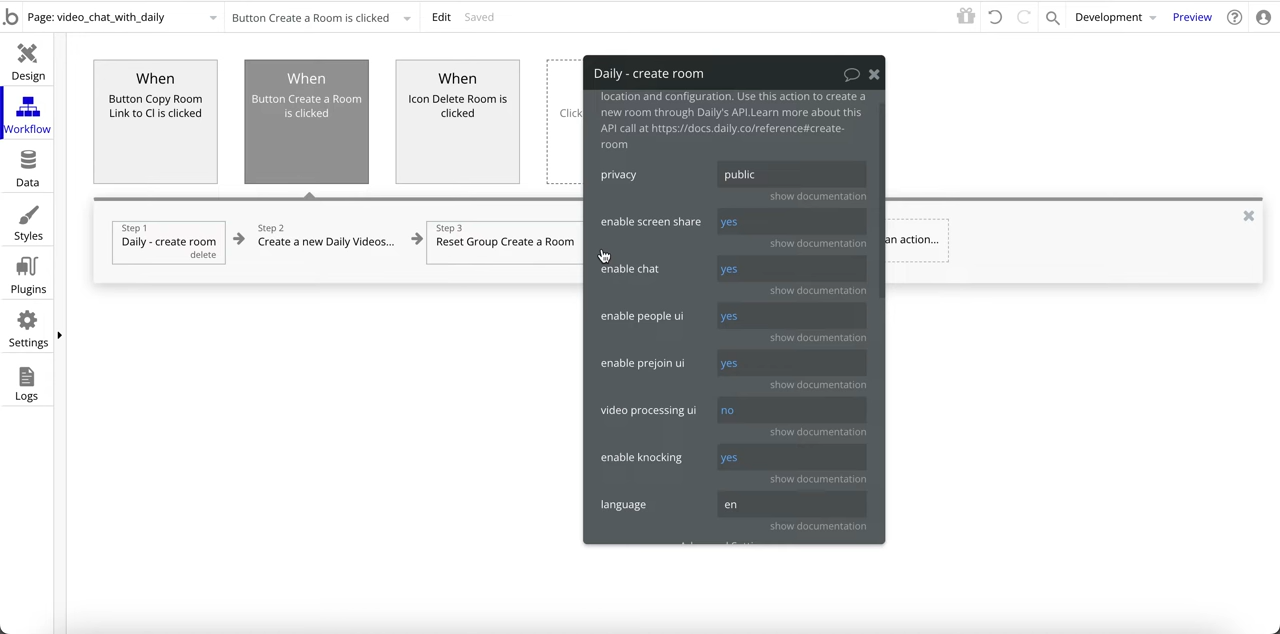 b Page: video_chat_with_daily Button Create a Room is clicked Edit Saved Development Preview ?
Design
Workflow
Data
Styles
Plugins
Settings
Logs
When
Button Copy Room
Link to Cl is clicked
When
Button Create a Room
is clicked
When
Icon Delete Room is
clicked
Click
Step 1
Daily - create room
delete
Step 2
Create a new Daily Videos...
Step 3
Reset Group Create a Room
an action...
Daily - create room
location and configuration. Use this action to create a
new room through Daily's API.Learn more about this
API call at https://docs.daily.co/reference#create-
room
privacy public
show documentation
enable screen share yes
show documentation
enable chat yes
show documentation
enable people ui yes
show documentation
enable prejoin ui yes
show documentation
video processing ui no
show documentation
enable knocking yes
show documentation
language en
show documentation